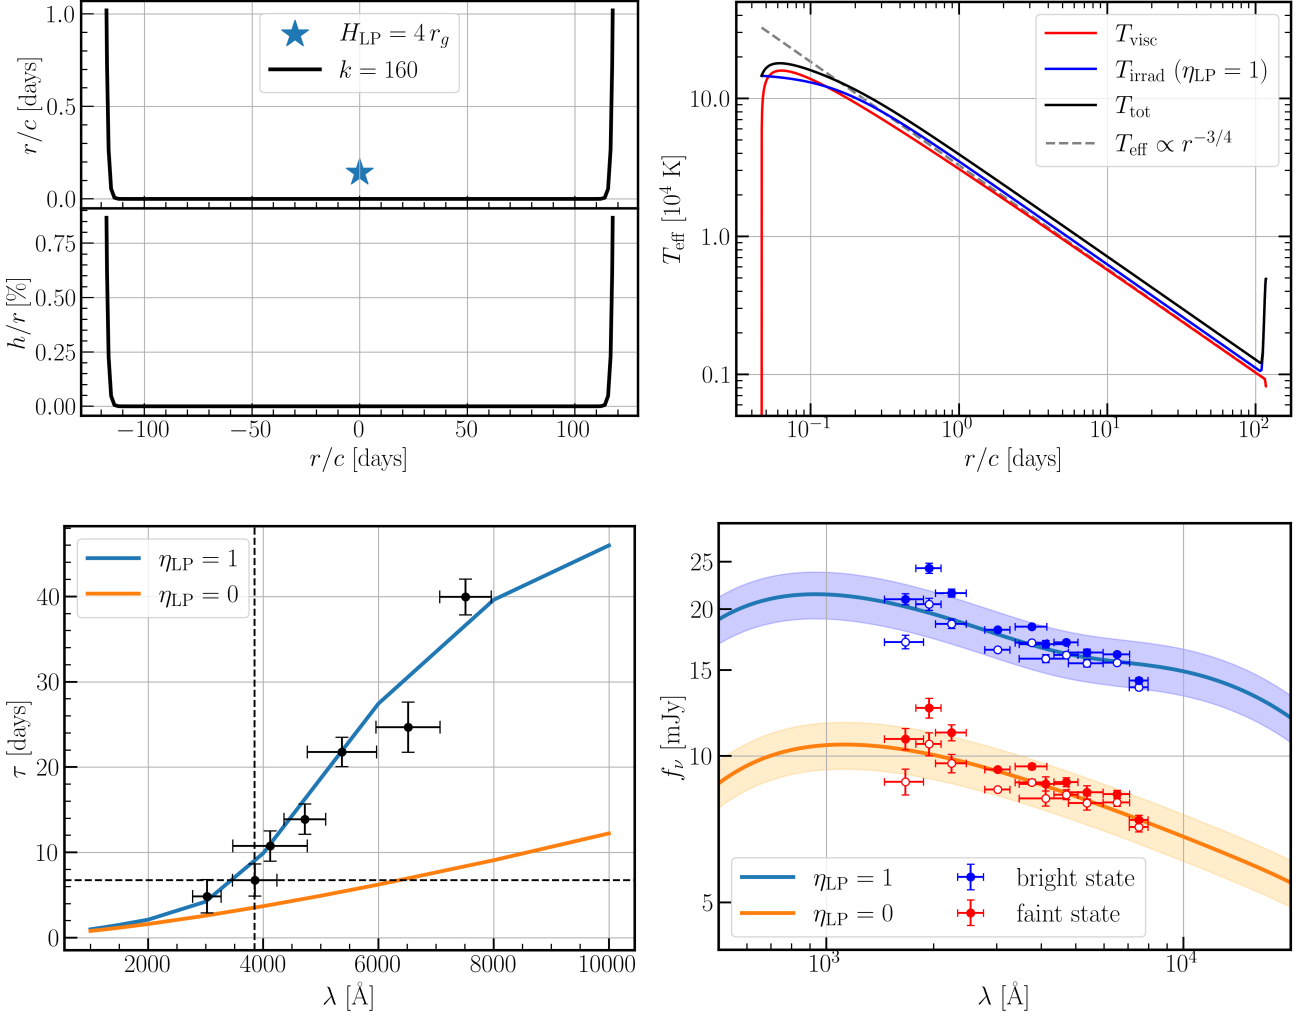 1.0
0.5
0.0
r/c [days]
H_LP = 4 r_g
k = 160
0.75
0.50
0.25
0.00
h/r [%]
−100 −50 0 50 100
r/c [days]
10.0
1.0
0.1
T_eff [10^4 K]
T_visc
T_irrad (η_LP = 1)
T_tot
T_eff ∝ r^{−3/4}
10^{−1} 10^0 10^1 10^2
r/c [days]
40
30
20
10
0
τ [days]
η_LP = 1
η_LP = 0
2000 4000 6000 8000 10000
λ [Å]
25
20
15
10
5
f_ν [mJy]
η_LP = 1
η_LP = 0
bright state
faint state
10^3 10^4
λ [Å]